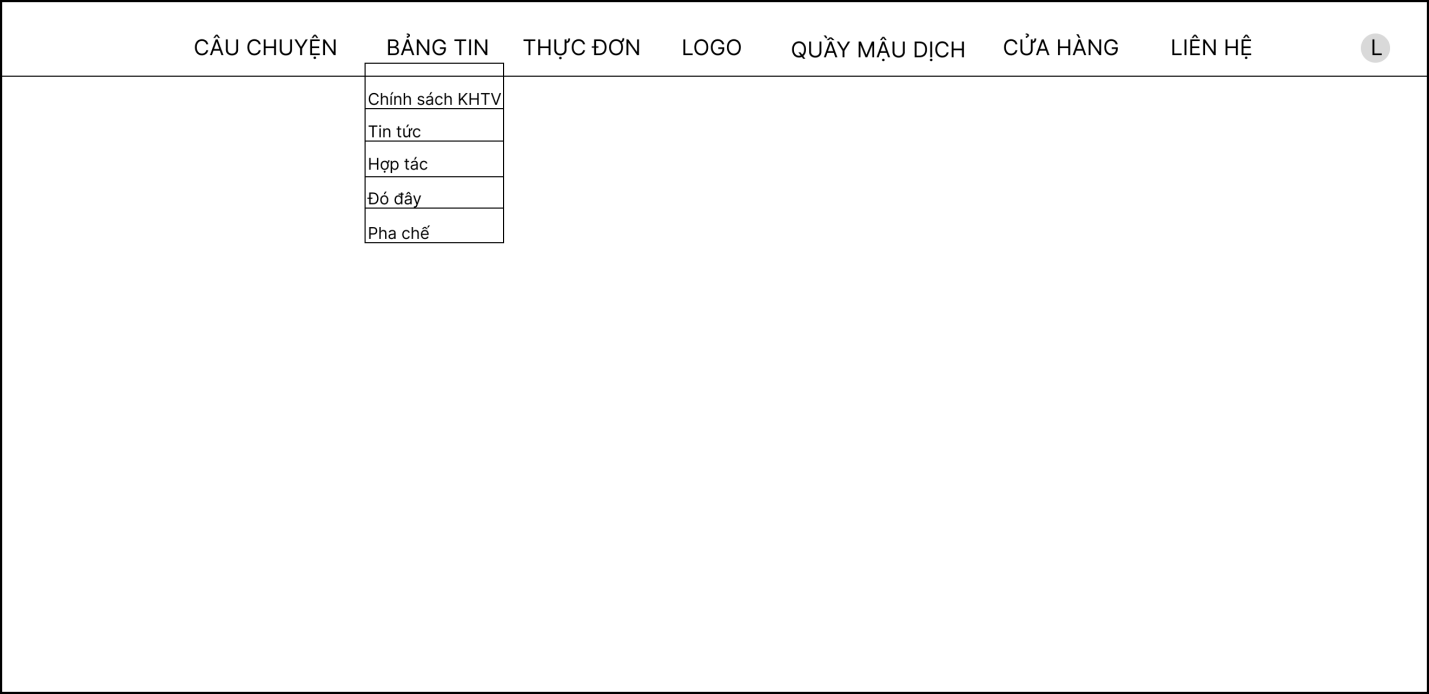 CÂU CHUYỆN BẢNG TIN THỰC ĐƠN LOGO QUẦY MẬU DỊCH CỬA HÀNG LIÊN HỆ L
Chính sách KHTV
Tin tức
Hợp tác
Đó đây
Pha chế